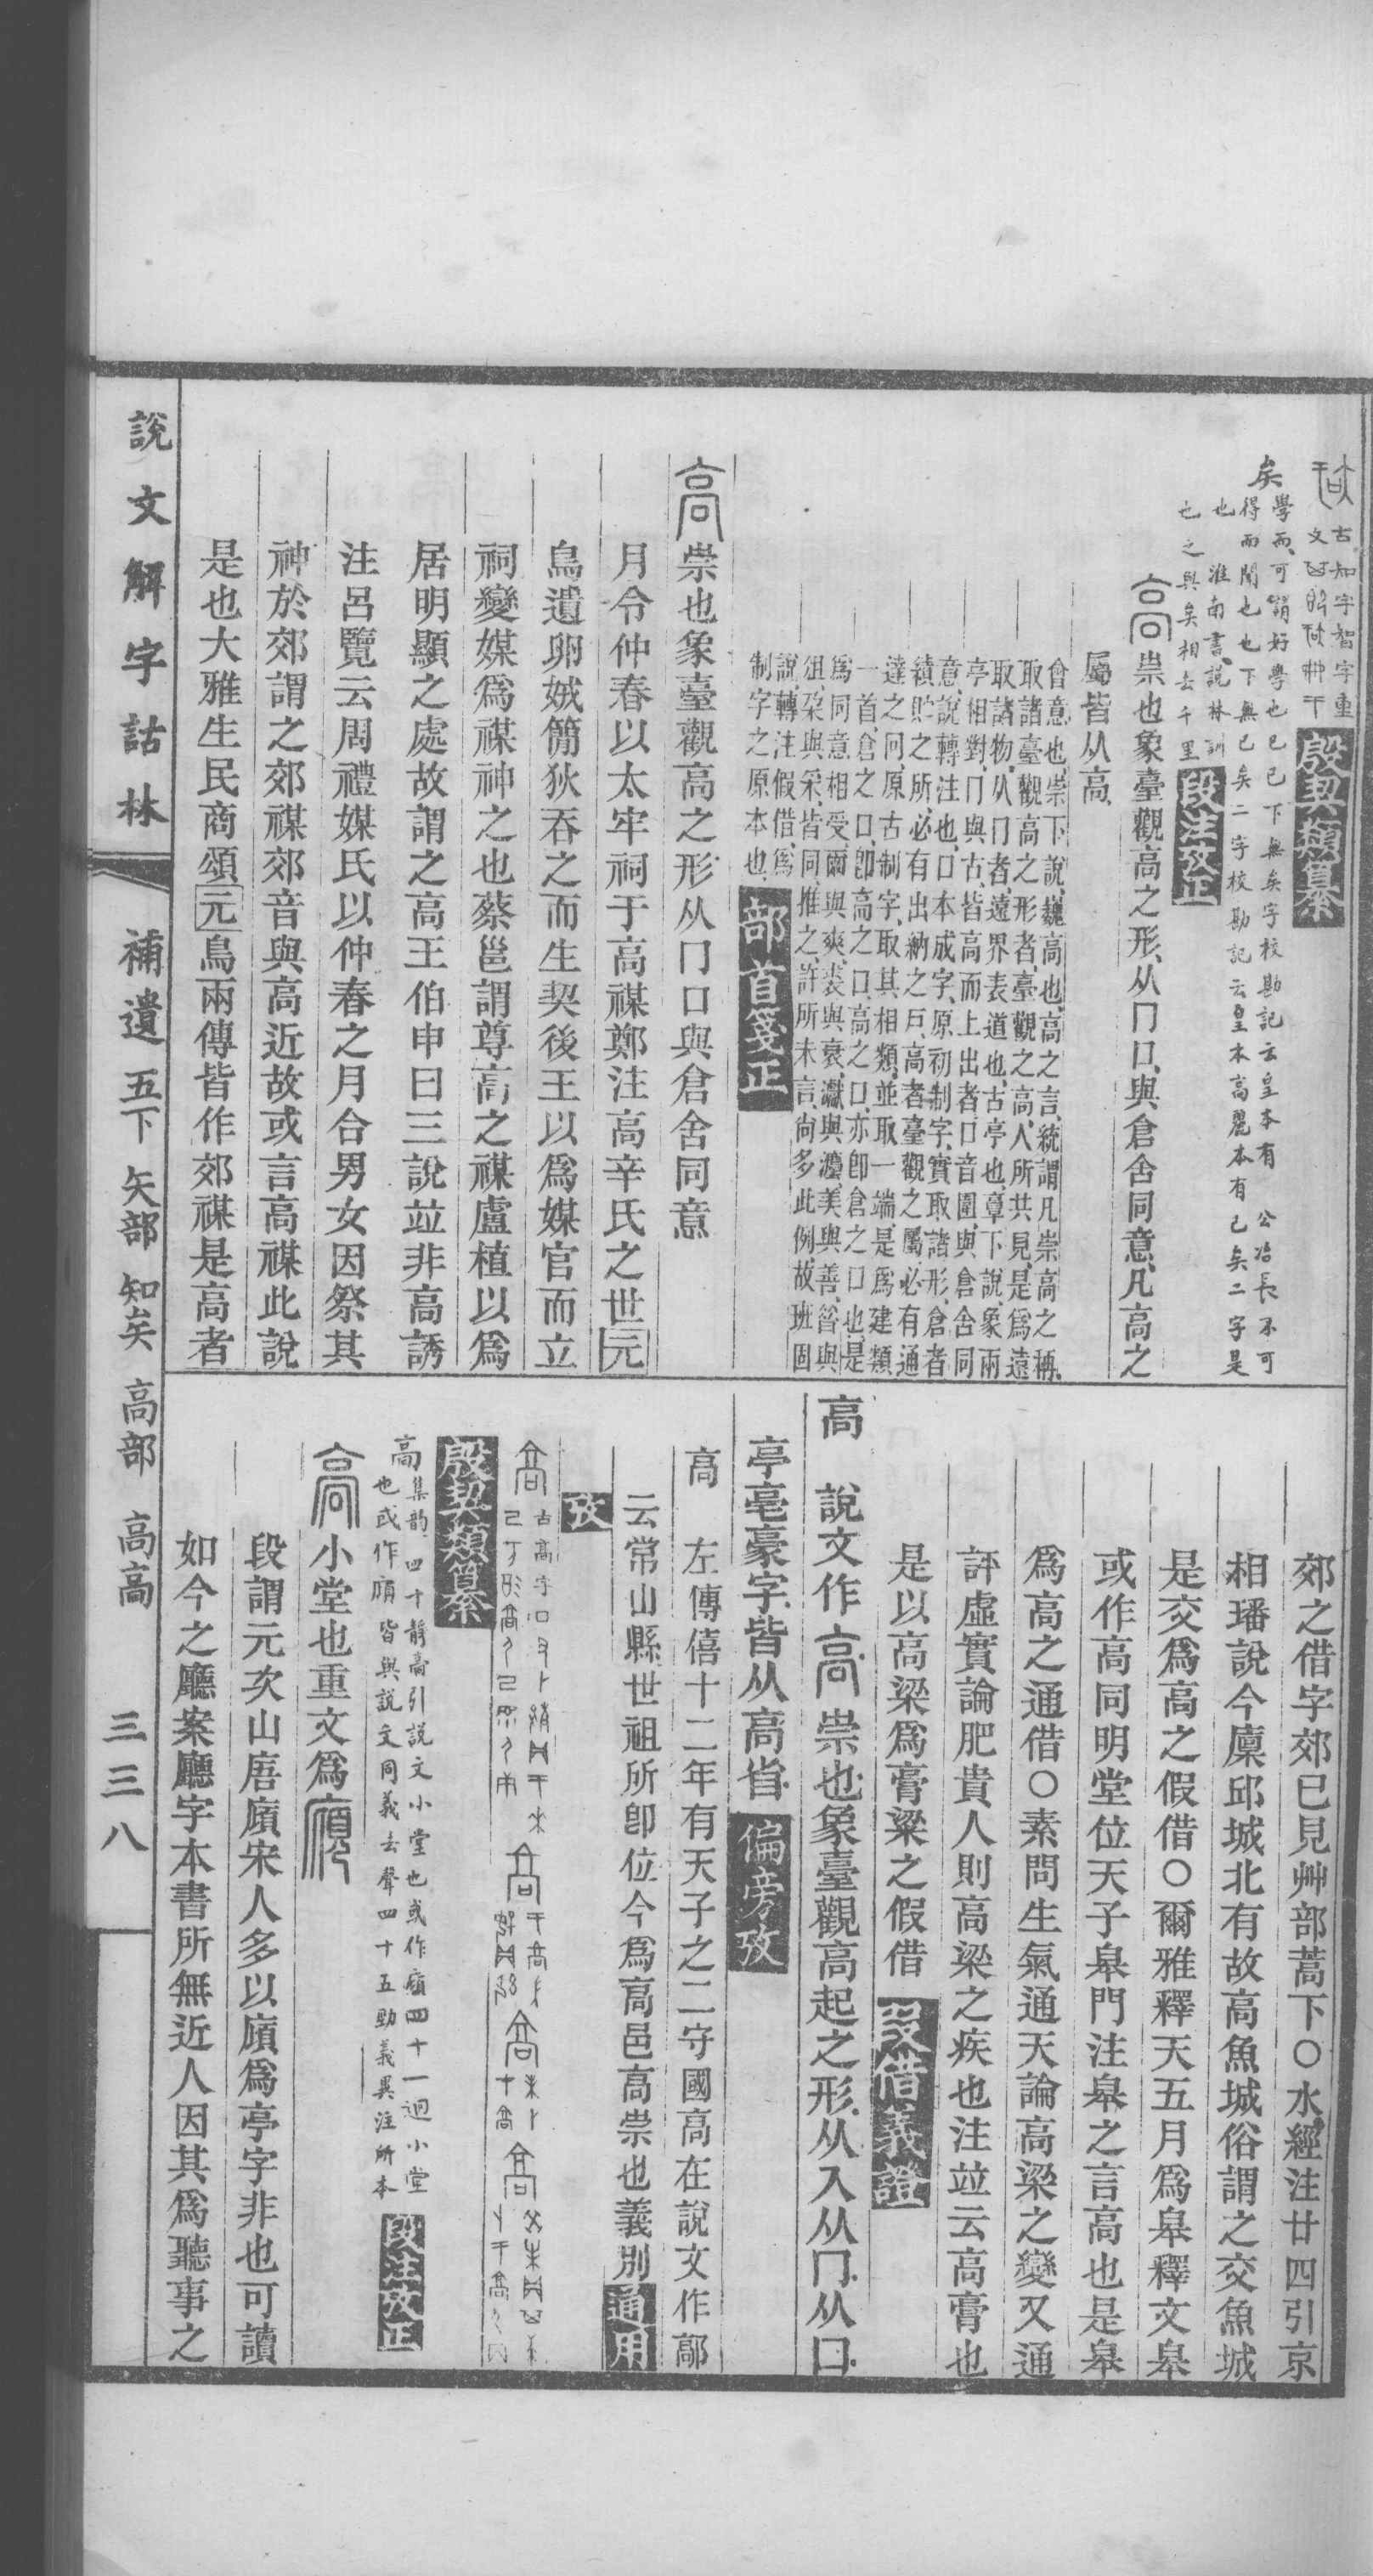 古知字智字重
文
殷契類纂
矣
學而可謂好學也已已下無矣字校勘記云皇本有 公冶長不可
得而聞也也下無已矣二字校勘記云皇本高麗本有已矣二字是
也 淮南書說林訓
也之與矣相去千里
段注攷正
高
崇也象臺觀高之形从冂口與倉舍同意凡高之
屬皆从高
會意也崇下說巍高也高之言統謂凡崇高之稱
取諸臺觀高之形者臺觀之高人所共見是爲遠
取諸物从冂者遠界表道也古亭也章下說象兩
亭相對冂與古皆高而上出者口音圍與倉舍同
意說轉注也口本成字原初制字實取諸形倉者
積貯之所必有出納之戶高者臺觀之屬必有通
達之向原古制字取其相類並取一端是爲建類
一首倉之口卽高之口高之口亦卽倉之口也是
爲同意相受爾與爽裘與衰灋與瀍美與善䇂與
俎朵與采皆同推之許所未言尙多此例故班固
說轉注假借爲
制字之原本也
部首箋正
高
崇也象臺觀高之形从冂口與倉舍同意
月令仲春以太牢祠于高禖鄭注高辛氏之世元
鳥遺卵娀簡狄吞之而生契後王以爲媒官而立
祠變媒爲禖神之也蔡邕謂尊高之禖盧植以爲
居明顯之處故謂之高王伯申曰三說竝非高誘
注呂覽云周禮媒氏以仲春之月合男女因祭其
神於郊謂之郊禖郊音與高近故或言高禖此說
是也大雅生民商頌元鳥兩傳皆作郊禖是高者
郊之借字郊已見艸部蒿下○水經注廿四引京
相璠說今廩邱城北有故高魚城俗謂之交魚城
是交爲高之假借○爾雅釋天五月爲皋釋文皋
或作高同明堂位天子皋門注皋之言高也是皋
爲高之通借○素問生氣通天論高梁之變又通
評虛實論肥貴人則高梁之疾也注竝云高膏也
是以高梁爲膏粱之假借
段借義證
高 說文作高崇也象臺觀高起之形从入从冂从口
亭亳豪字皆从高省
偏旁攷
高 左傳僖十二年有天子之二守國高在說文作鄗
云常山縣世祖所卽位今爲高邑高崇也義別
通用
攷
古高字
殷契類纂
高
集韵四十靜高引說文小堂也或作廎四十一迥小堂
也或作廎皆與說文同義去聲四十五勁義異注所本
段注攷正
高
小堂也重文爲廎
段謂元次山唐廎宋人多以廎爲亭字非也可讀
如今之廳案廳字本書所無近人因其爲聽事之
說文解字詁林 補遺 五下 矢部 知矣 高部 高高 三三八